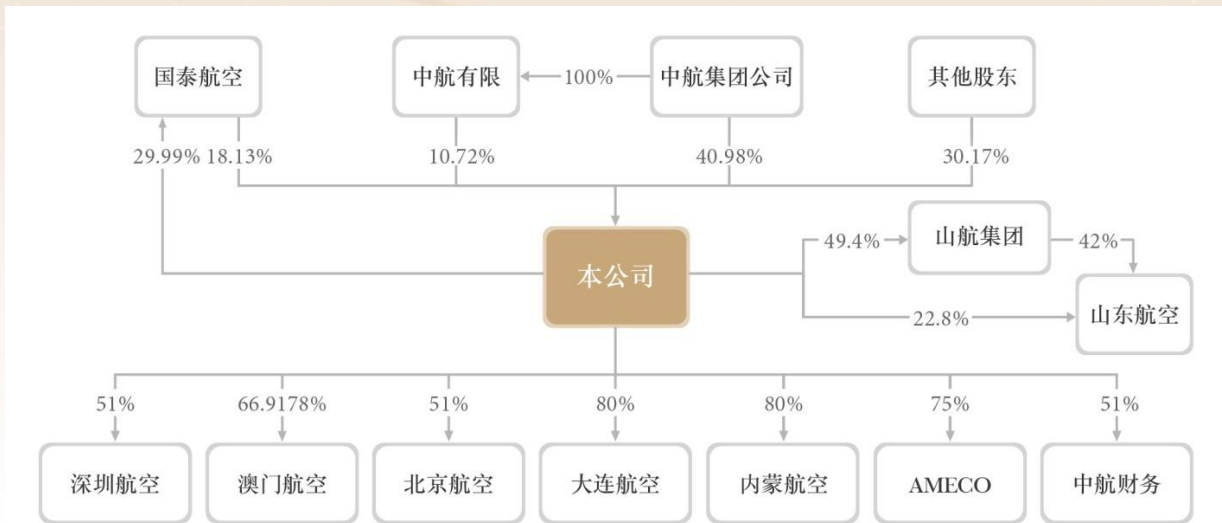 国泰航空
中航有限
100%
中航集团公司
其他股东
29.99%
18.13%
10.72%
40.98%
30.17%
本公司
49.4%
山航集团
42%
22.8%
山东航空
51%
66.9178%
51%
80%
80%
75%
51%
深圳航空
澳门航空
北京航空
大连航空
内蒙航空
AMECO
中航财务